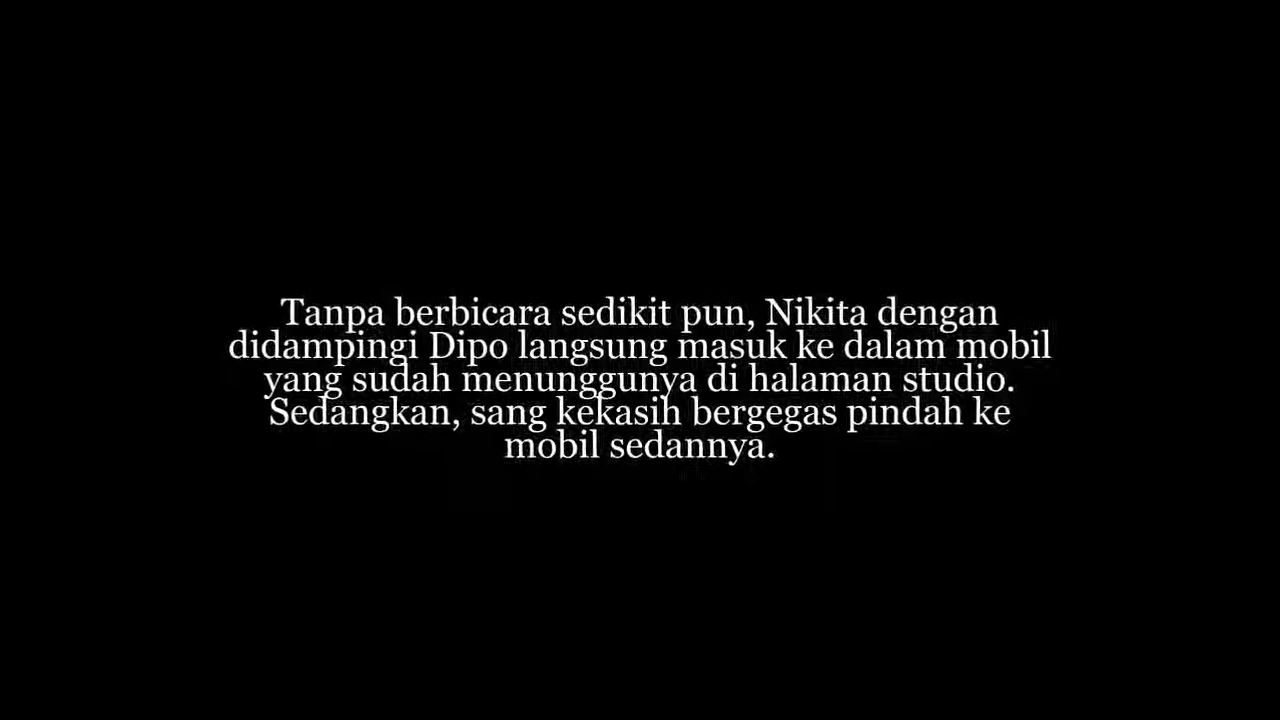 Tanpa berbicara sedikit pun, Nikita dengan
didampingi Dipo langsung masuk ke dalam mobil
yang sudah menunggunya di halaman studio.
Sedangkan, sang kekasih bergegas pindah ke
mobil sedannya.